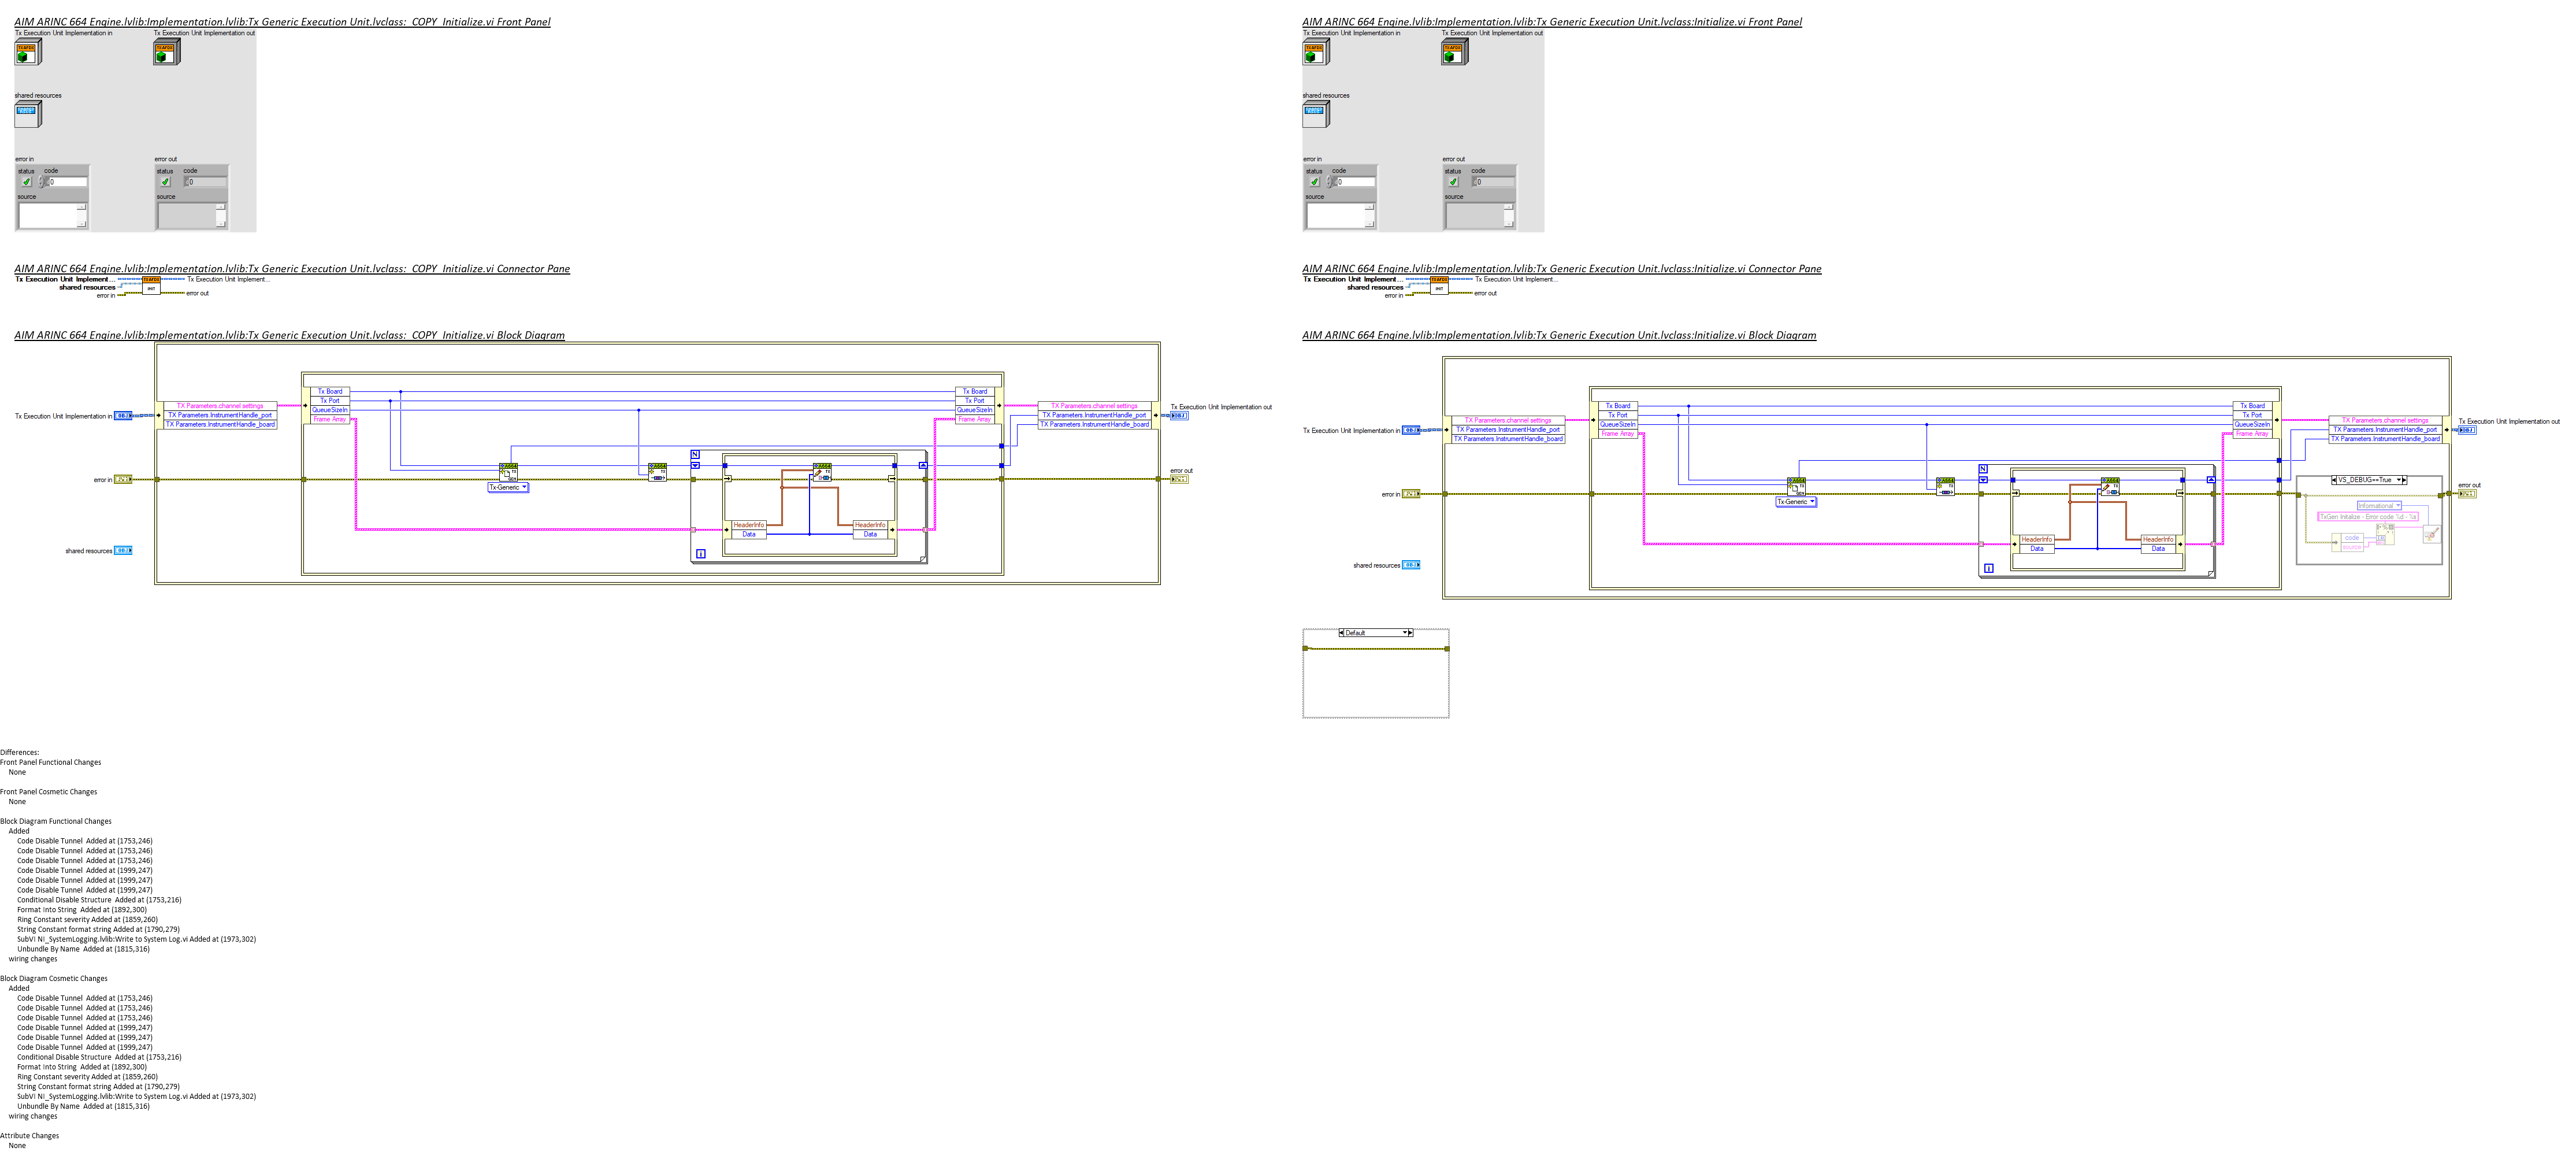 AIM ARINC 664 Engine.lvlib:Implementation.lvlib:Tx Generic Execution Unit.lvclass:_COPY_Initialize.vi Front Panel
Tx Execution Unit Implementation in
Tx Execution Unit Implementation out
TX AFDX
TX AFDX
shared resources
error in
error out
status
code
0
status
code
0
source
source
AIM ARINC 664 Engine.lvlib:Implementation.lvlib:Tx Generic Execution Unit.lvclass:_COPY_Initialize.vi Connector Pane
Tx Execution Unit Implement...
Tx Execution Unit Implement...
shared resources
error in
error out
AIM ARINC 664 Engine.lvlib:Implementation.lvlib:Tx Generic Execution Unit.lvclass:_COPY_Initialize.vi Block Diagram
Tx Board
Tx Port
QueueSizeIn
Frame Array
Tx Board
Tx Port
QueueSizeIn
Frame Array
TX Parameters.channel settings
TX Parameters.InstrumentHandle_port
TX Parameters.InstrumentHandle_board
TX Parameters.channel settings
TX Parameters.InstrumentHandle_port
TX Parameters.InstrumentHandle_board
Tx Execution Unit Implementation in
Tx Execution Unit Implementation out
error in
error out
Tx-Generic
N
HeaderInfo
Data
HeaderInfo
Data
i
shared resources
AIM ARINC 664 Engine.lvlib:Implementation.lvlib:Tx Generic Execution Unit.lvclass:Initialize.vi Front Panel
Tx Execution Unit Implementation in
Tx Execution Unit Implementation out
TX AFDX
TX AFDX
shared resources
error in
error out
status
code
0
status
code
0
source
source
AIM ARINC 664 Engine.lvlib:Implementation.lvlib:Tx Generic Execution Unit.lvclass:Initialize.vi Connector Pane
Tx Execution Unit Implement...
Tx Execution Unit Implement...
shared resources
error in
error out
AIM ARINC 664 Engine.lvlib:Implementation.lvlib:Tx Generic Execution Unit.lvclass:Initialize.vi Block Diagram
Tx Board
Tx Port
QueueSizeIn
Frame Array
Tx Board
Tx Port
QueueSizeIn
Frame Array
TX Parameters.channel settings
TX Parameters.InstrumentHandle_port
TX Parameters.InstrumentHandle_board
TX Parameters.channel settings
TX Parameters.InstrumentHandle_port
TX Parameters.InstrumentHandle_board
Tx Execution Unit Implementation in
Tx Execution Unit Implementation out
error in
error out
Tx-Generic
N
HeaderInfo
Data
HeaderInfo
Data
i
VS_DEBUG==True
Informational
TxGen Initialize - Error code %d - %s
code
source
shared resources
Default
Differences:
Front Panel Functional Changes
None
Front Panel Cosmetic Changes
None
Block Diagram Functional Changes
Added
Code Disable Tunnel Added at (1753,246)
Code Disable Tunnel Added at (1753,246)
Code Disable Tunnel Added at (1753,246)
Code Disable Tunnel Added at (1999,247)
Code Disable Tunnel Added at (1999,247)
Code Disable Tunnel Added at (1999,247)
Conditional Disable Structure Added at (1753,216)
Format Into String Added at (1892,300)
Ring Constant severity Added at (1859,260)
String Constant format string Added at (1790,279)
SubVI NI_SystemLogging.lvlib:Write to System Log.vi Added at (1973,302)
Unbundle By Name Added at (1815,316)
wiring changes
Block Diagram Cosmetic Changes
Added
Code Disable Tunnel Added at (1753,246)
Code Disable Tunnel Added at (1753,246)
Code Disable Tunnel Added at (1753,246)
Code Disable Tunnel Added at (1999,247)
Code Disable Tunnel Added at (1999,247)
Code Disable Tunnel Added at (1999,247)
Conditional Disable Structure Added at (1753,216)
Format Into String Added at (1892,300)
Ring Constant severity Added at (1859,260)
String Constant format string Added at (1790,279)
SubVI NI_SystemLogging.lvlib:Write to System Log.vi Added at (1973,302)
Unbundle By Name Added at (1815,316)
wiring changes
Attribute Changes
None